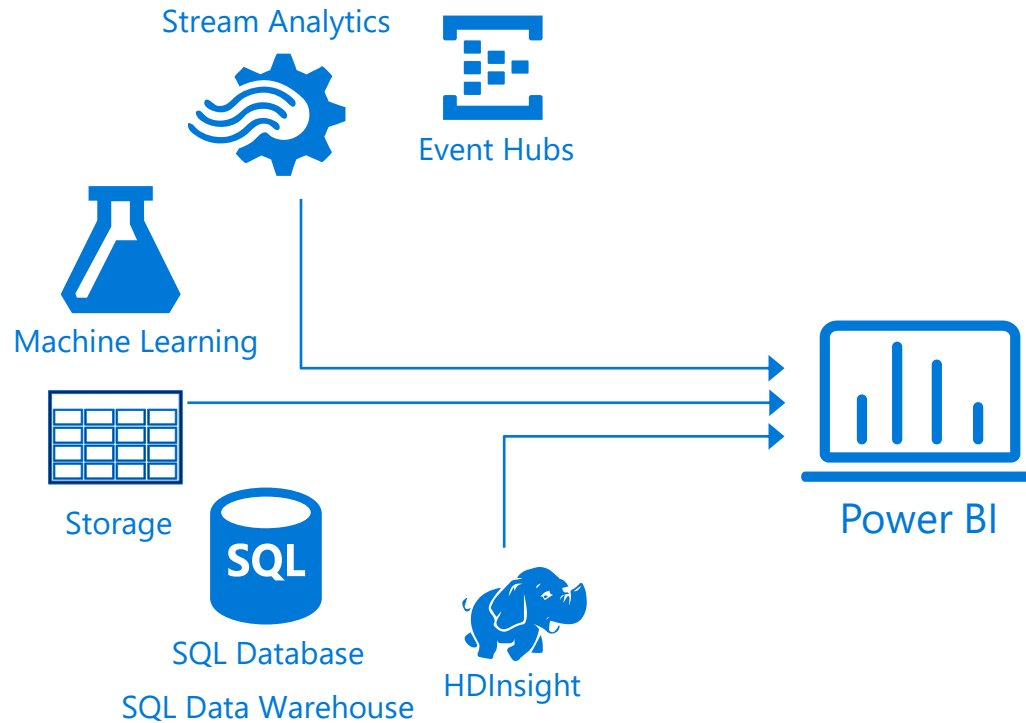 Stream Analytics
Event Hubs
Machine Learning
Storage
SQL
SQL Database
SQL Data Warehouse
HDInsight
Power BI